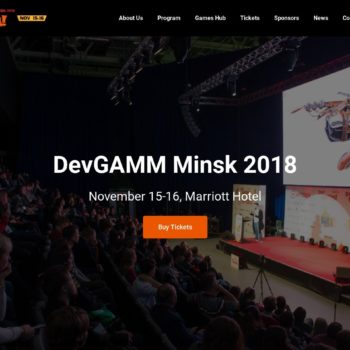 NOV 15-16
About Us Program Games Hub Tickets Sponsors News
DevGAMM Minsk 2018
November 15-16, Marriott Hotel
Buy Tickets